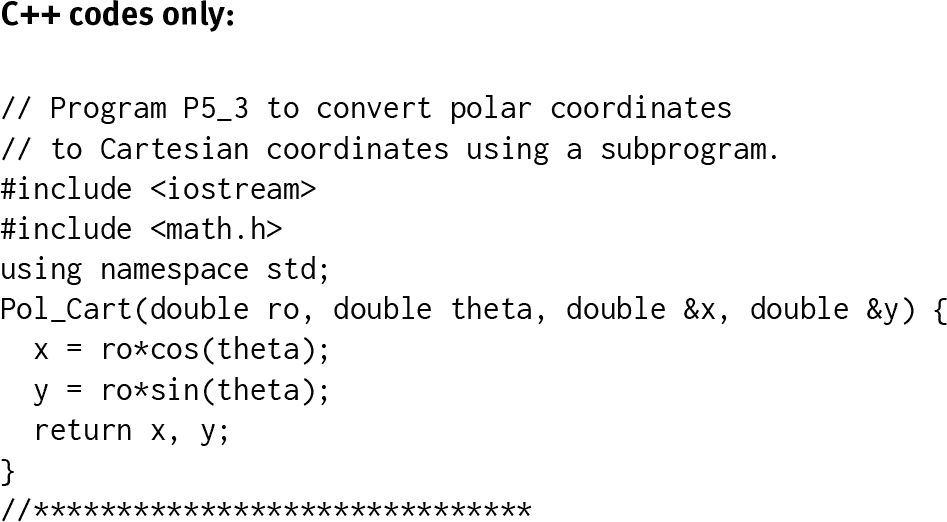 C++ codes only:
// Program P5_3 to convert polar coordinates
// to Cartesian coordinates using a subprogram.
#include <iostream>
#include <math.h>
using namespace std;
Pol_Cart(double ro, double theta, double &x, double &y) {
  x = ro*cos(theta);
  y = ro*sin(theta);
  return x, y;
}
//******************************